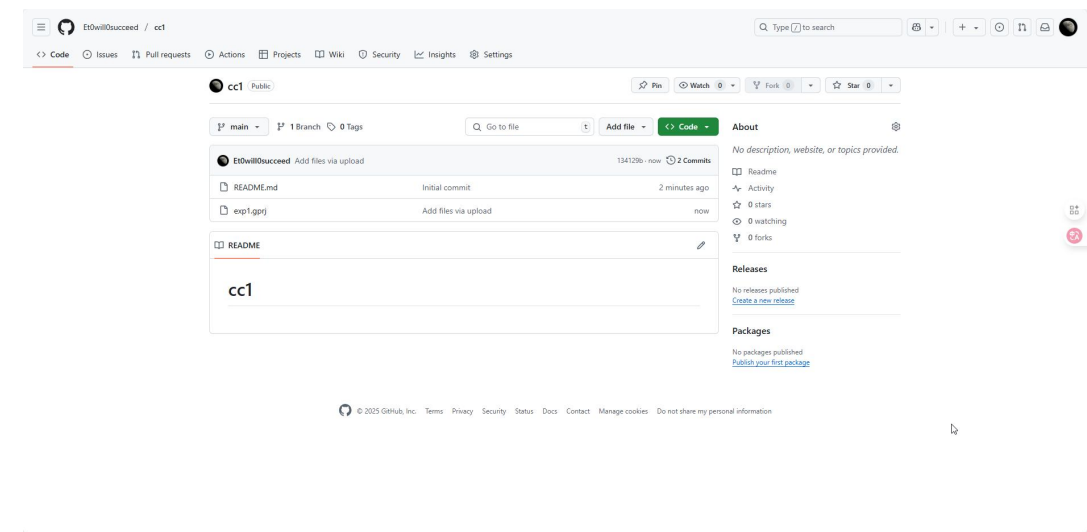 Et0will0succeed / cc1
Type / to search
Code Issues Pull requests Actions Projects Wiki Security Insights Settings
cc1 Public
Pin Watch 0 Fork 0 Star 0
main 1 Branch 0 Tags
Go to file t
Add file Code
About
No description, website, or topics provided.
Et0will0succeed Add files via upload
134129b · now 2 Commits
README.md Initial commit 2 minutes ago
exp1.gprj Add files via upload now
Readme
Activity
0 stars
0 watching
0 forks
README
cc1
Releases
No releases published
Create a new release
Packages
No packages published
Publish your first package
© 2025 GitHub, Inc. Terms Privacy Security Status Docs Contact Manage cookies Do not share my personal information